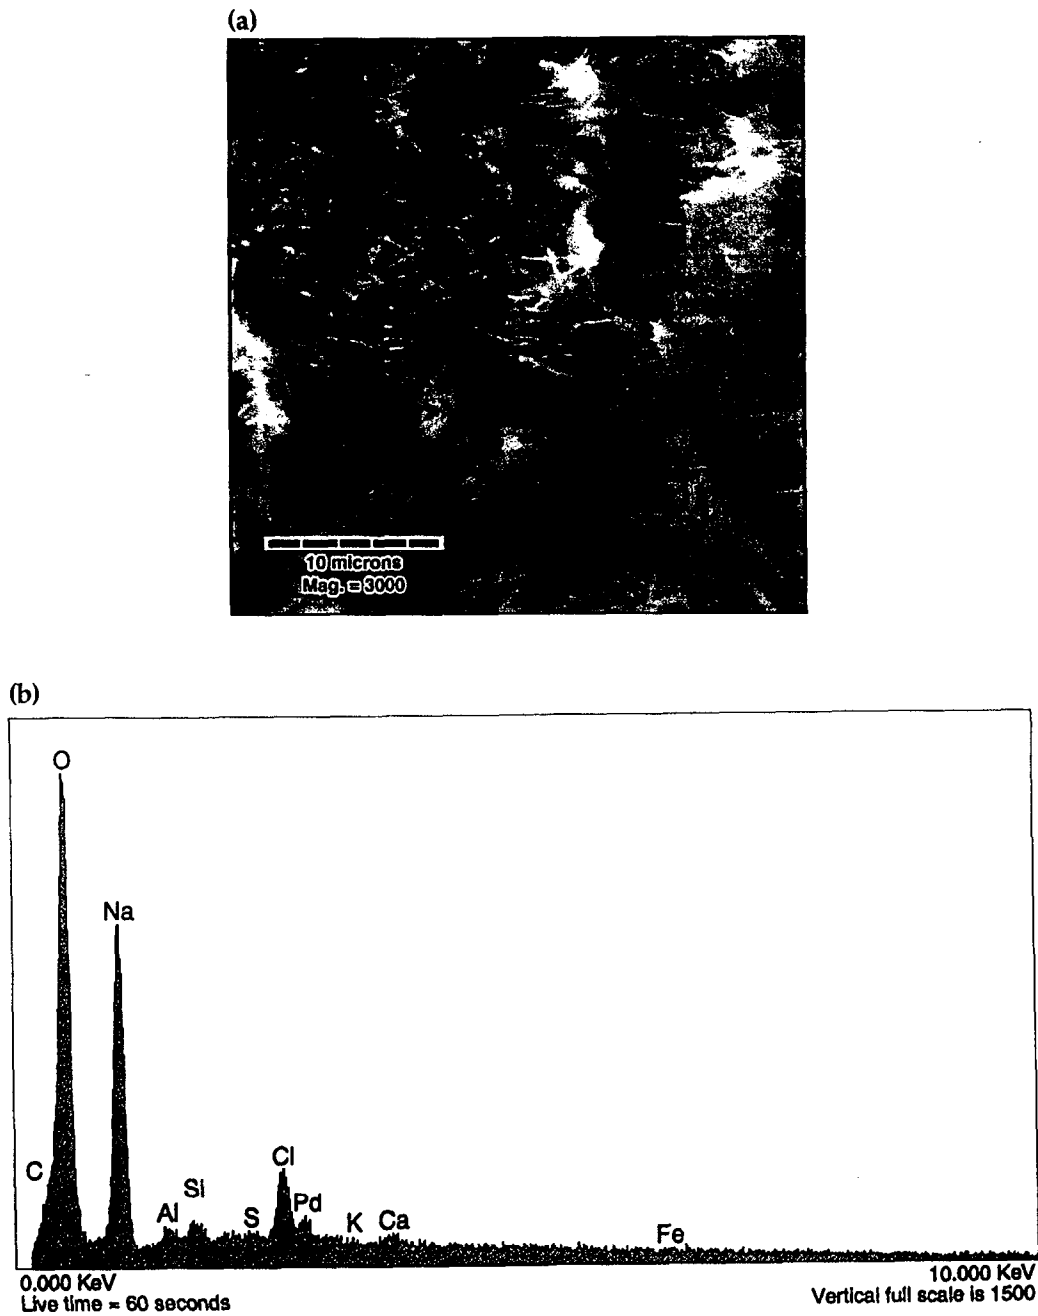 (a)
10 microns
Mag. = 3000
(b)
O
Na
C
Al
Si
S
Cl
Pd
K
Ca
Fe
0.000 KeV
10.000 KeV
Live time = 60 seconds
Vertical full scale is 1500